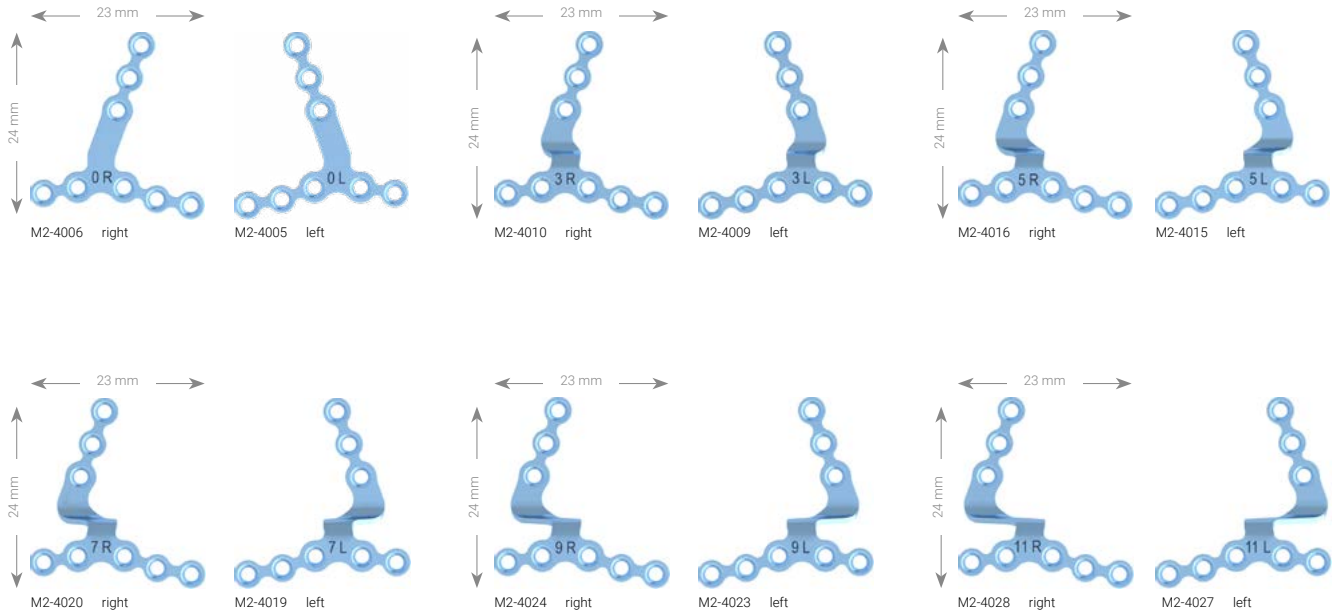 23 mm
23 mm
23 mm
24 mm
24 mm
24 mm
0 R
0 L
3 R
3 L
5 R
5 L
M2-4006 right
M2-4005 left
M2-4010 right
M2-4009 left
M2-4016 right
M2-4015 left
23 mm
23 mm
23 mm
24 mm
24 mm
24 mm
7 R
7 L
9 R
9 L
11 R
11 L
M2-4020 right
M2-4019 left
M2-4024 right
M2-4023 left
M2-4028 right
M2-4027 left